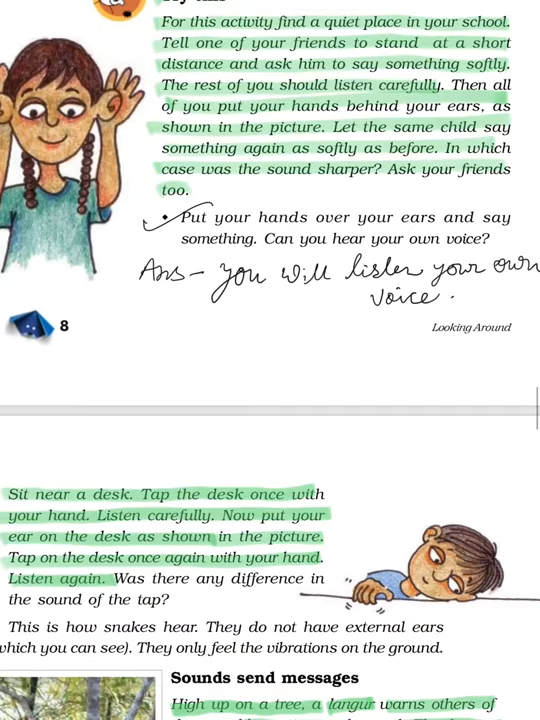 For this activity find a quiet place in your school.
Tell one of your friends to stand at a short
distance and ask him to say something softly.
The rest of you should listen carefully. Then all
of you put your hands behind your ears, as
shown in the picture. Let the same child say
something again as softly as before. In which
case was the sound sharper? Ask your friends
too.
• Put your hands over your ears and say
something. Can you hear your own voice?
Ans - you will listen your own
voice.
8
Looking Around
Sit near a desk. Tap the desk once with
your hand. Listen carefully. Now put your
ear on the desk as shown in the picture.
Tap on the desk once again with your hand.
Listen again. Was there any difference in
the sound of the tap?
This is how snakes hear. They do not have external ears
which you can see). They only feel the vibrations on the ground.
Sounds send messages
High up on a tree, a langur warns others of